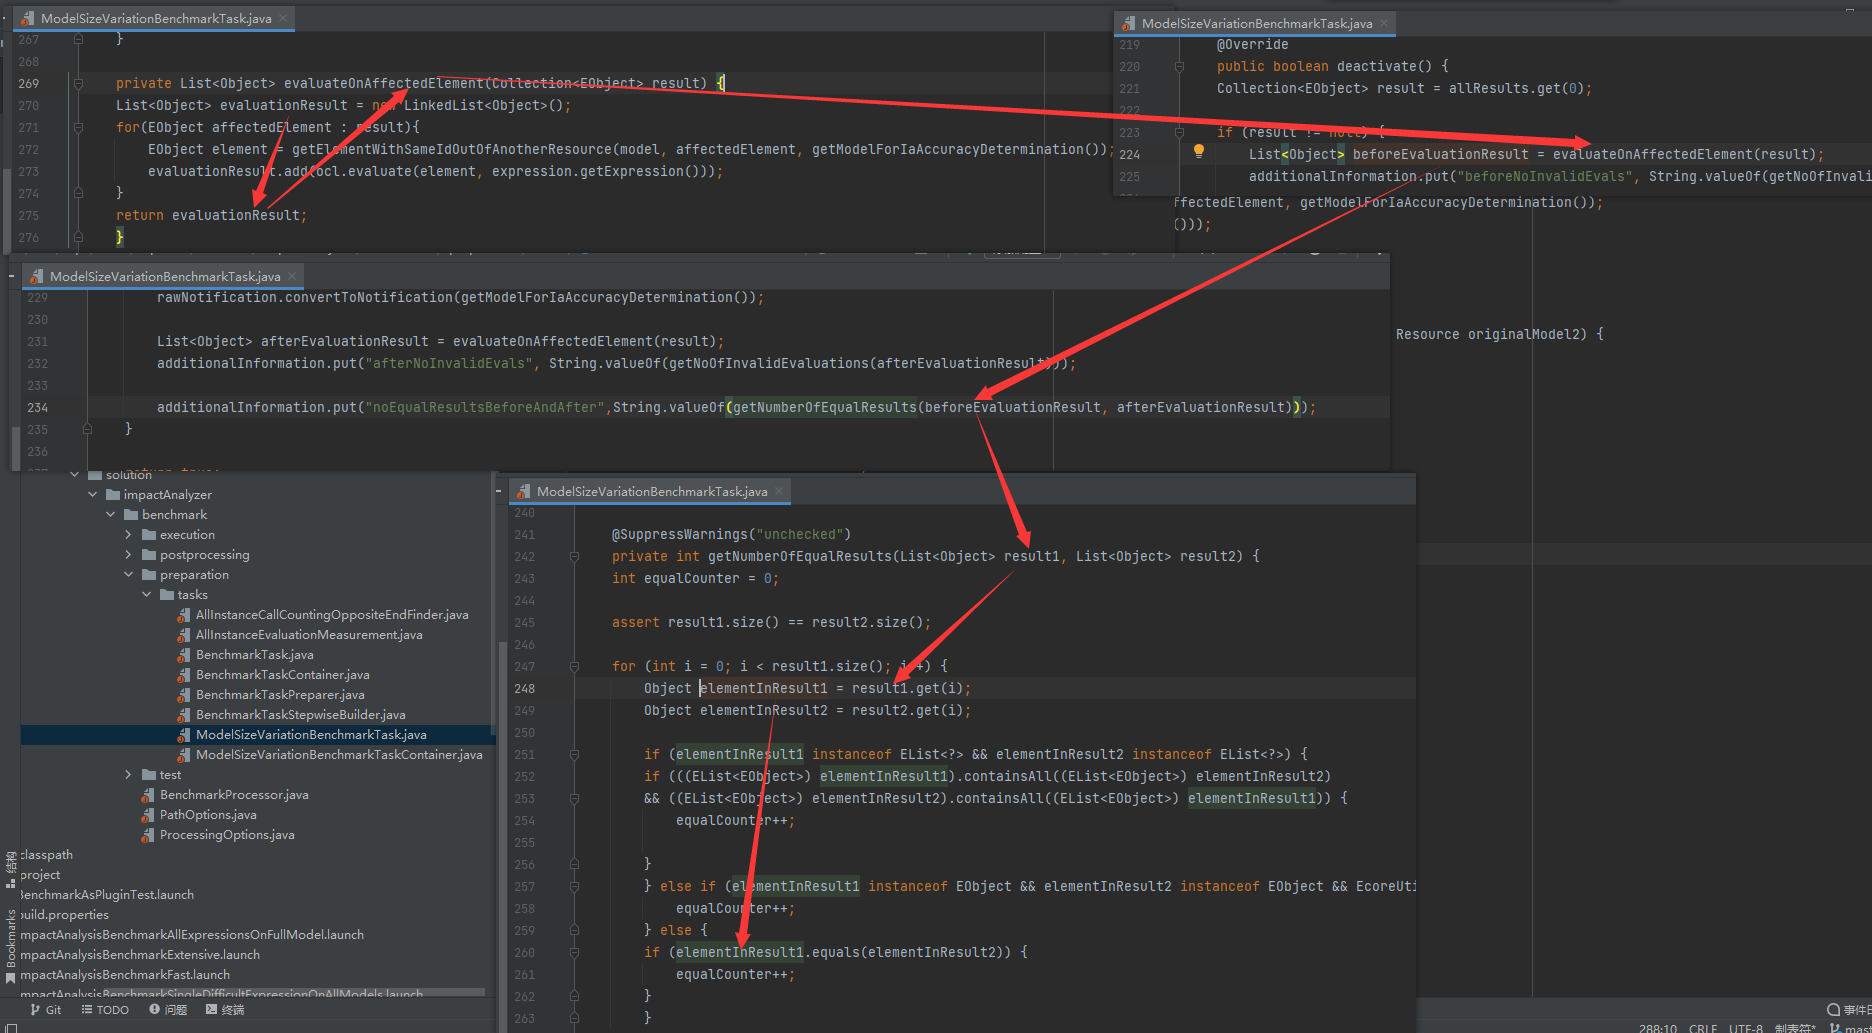 ModelSizeVariationBenchmarkTask.java
267 }
268
269 private List<Object> evaluateOnAffectedElement(Collection<EObject> result) {
270 List<Object> evaluationResult = new LinkedList<Object>();
271 for(EObject affectedElement : result){
272 EObject element = getElementWithSameIdOutOfAnotherResource(model, affectedElement, getModelForIaAccuracyDetermination());
273 evaluationResult.add(ocl.evaluate(element, expression.getExpression()));
274 }
275 return evaluationResult;
276 }
ModelSizeVariationBenchmarkTask.java
219 @Override
220 public boolean deactivate() {
221 Collection<EObject> result = allResults.get(0);
222
223 if (result != null) {
224 List<Object> beforeEvaluationResult = evaluateOnAffectedElement(result);
225 additionalInformation.put("beforeNoInvalidEvals", String.valueOf(getNoOfInvali
ffectedElement, getModelForIaAccuracyDetermination());
()));
Resource originalModel2) {
ModelSizeVariationBenchmarkTask.java
229 rawNotification.convertToNotification(getModelForIaAccuracyDetermination());
230
231 List<Object> afterEvaluationResult = evaluateOnAffectedElement(result);
232 additionalInformation.put("afterNoInvalidEvals", String.valueOf(getNoOfInvalidEvaluations(afterEvaluationResult)));
233
234 additionalInformation.put("noEqualResultsBeforeAndAfter",String.valueOf(getNumberOfEqualResults(beforeEvaluationResult, afterEvaluationResult)));
235 }
236
solution
impactAnalyzer
benchmark
execution
postprocessing
preparation
tasks
AllInstanceCallCountingOppositeEndFinder.java
AllInstanceEvaluationMeasurement.java
BenchmarkTask.java
BenchmarkTaskContainer.java
BenchmarkTaskPreparer.java
BenchmarkTaskStepwiseBuilder.java
ModelSizeVariationBenchmarkTask.java
ModelSizeVariationBenchmarkTaskContainer.java
test
BenchmarkProcessor.java
PathOptions.java
ProcessingOptions.java
classpath
project
BenchmarkAsPluginTest.launch
build.properties
mpactAnalysisBenchmarkAllExpressionsOnFullModel.launch
mpactAnalysisBenchmarkExtensive.launch
mpactAnalysisBenchmarkFast.launch
mpactAnalysisBenchmarkSingleDifficultExpressionOnAllModels.launch
结构
Bookmarks
ModelSizeVariationBenchmarkTask.java
240
241 @SuppressWarnings("unchecked")
242 private int getNumberOfEqualResults(List<Object> result1, List<Object> result2) {
243 int equalCounter = 0;
244
245 assert result1.size() == result2.size();
246
247 for (int i = 0; i < result1.size(); i++) {
248 Object elementInResult1 = result1.get(i);
249 Object elementInResult2 = result2.get(i);
250
251 if (elementInResult1 instanceof EList<?> && elementInResult2 instanceof EList<?>) {
252 if (((EList<EObject>) elementInResult1).containsAll((EList<EObject>) elementInResult2)
253 && ((EList<EObject>) elementInResult2).containsAll((EList<EObject>) elementInResult1)) {
254 equalCounter++;
255
256 }
257 } else if (elementInResult1 instanceof EObject && elementInResult2 instanceof EObject && EcoreUti
258 equalCounter++;
259 } else {
260 if (elementInResult1.equals(elementInResult2)) {
261 equalCounter++;
262 }
263 }
Git TODO 问题 终端
事件日
288:10 CRLF UTF-8 制表符* mast